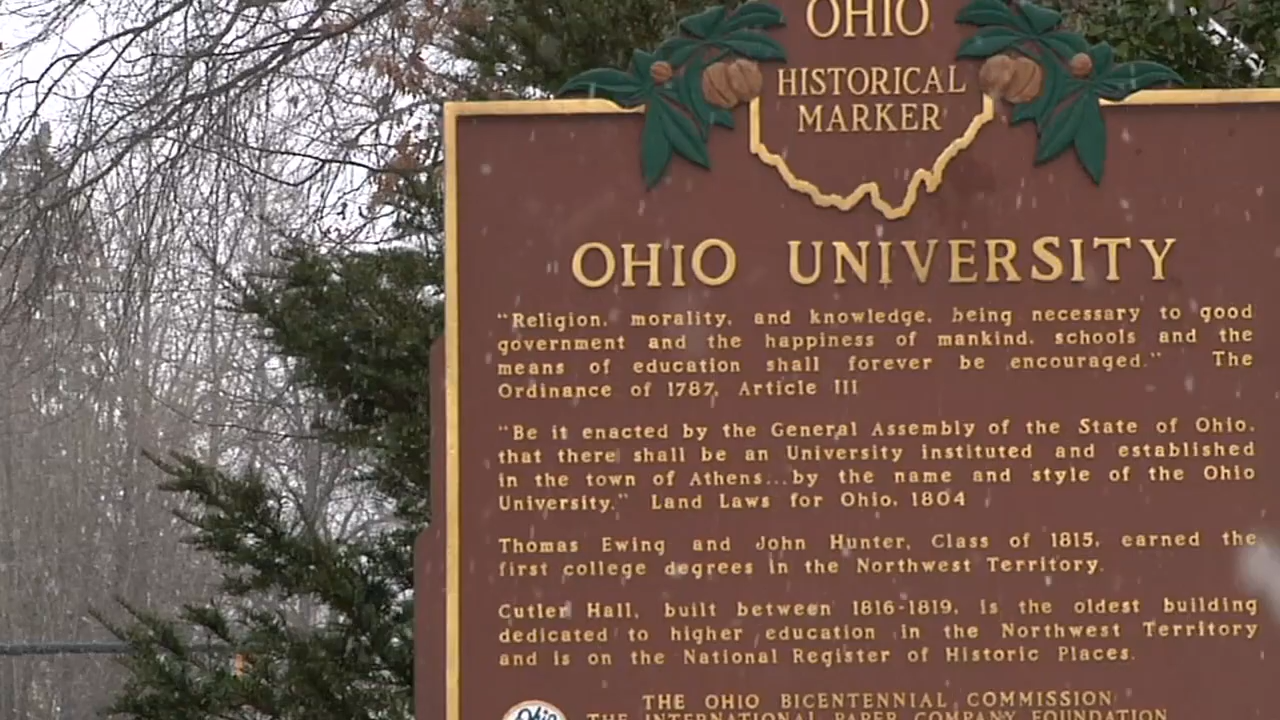 OHIO
HISTORICAL
MARKER
OHIO UNIVERSITY
"Religion, morality, and knowledge, being necessary to good
government and the happiness of mankind, schools and the
means of education shall forever be encouraged." The
Ordinance of 1787, Article III
"Be it enacted by the General Assembly of the State of Ohio,
that there shall be an University instituted and established
in the town of Athens...by the name and style of the Ohio
University." Land Laws for Ohio, 1804
Thomas Ewing and John Hunter, Class of 1815, earned the
first college degrees in the Northwest Territory.
Cutler Hall, built between 1816-1819, is the oldest building
dedicated to higher education in the Northwest Territory
and is on the National Register of Historic Places.
THE OHIO BICENTENNIAL COMMISSION
THE INTERNATIONAL PAPER COMPANY FOUNDATION
Ohio